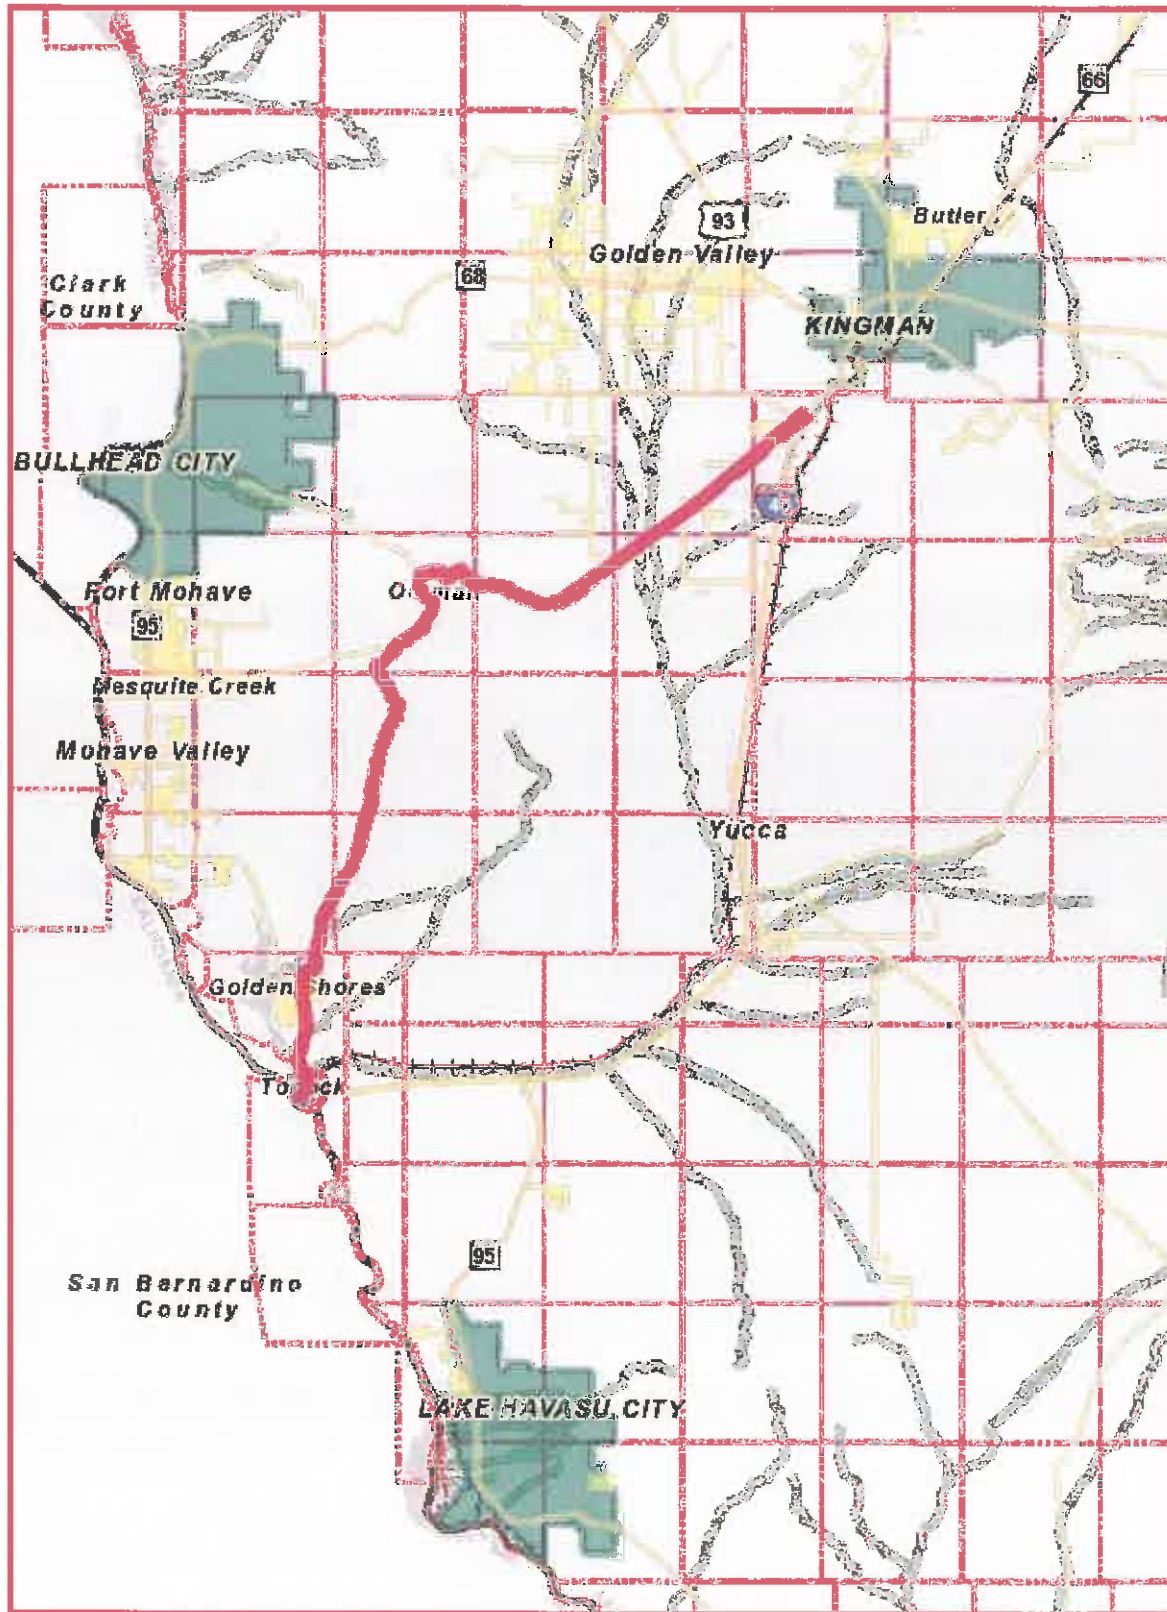 66
Butler
93
Golden Valley
68
Clark
County
KINGMAN
BULLHEAD CITY
Fort Mohave
95
Mesquite Creek
Mohave Valley
Yucca
Golden Shores
95
San Bernardino
County
LAKE HAVASU CITY